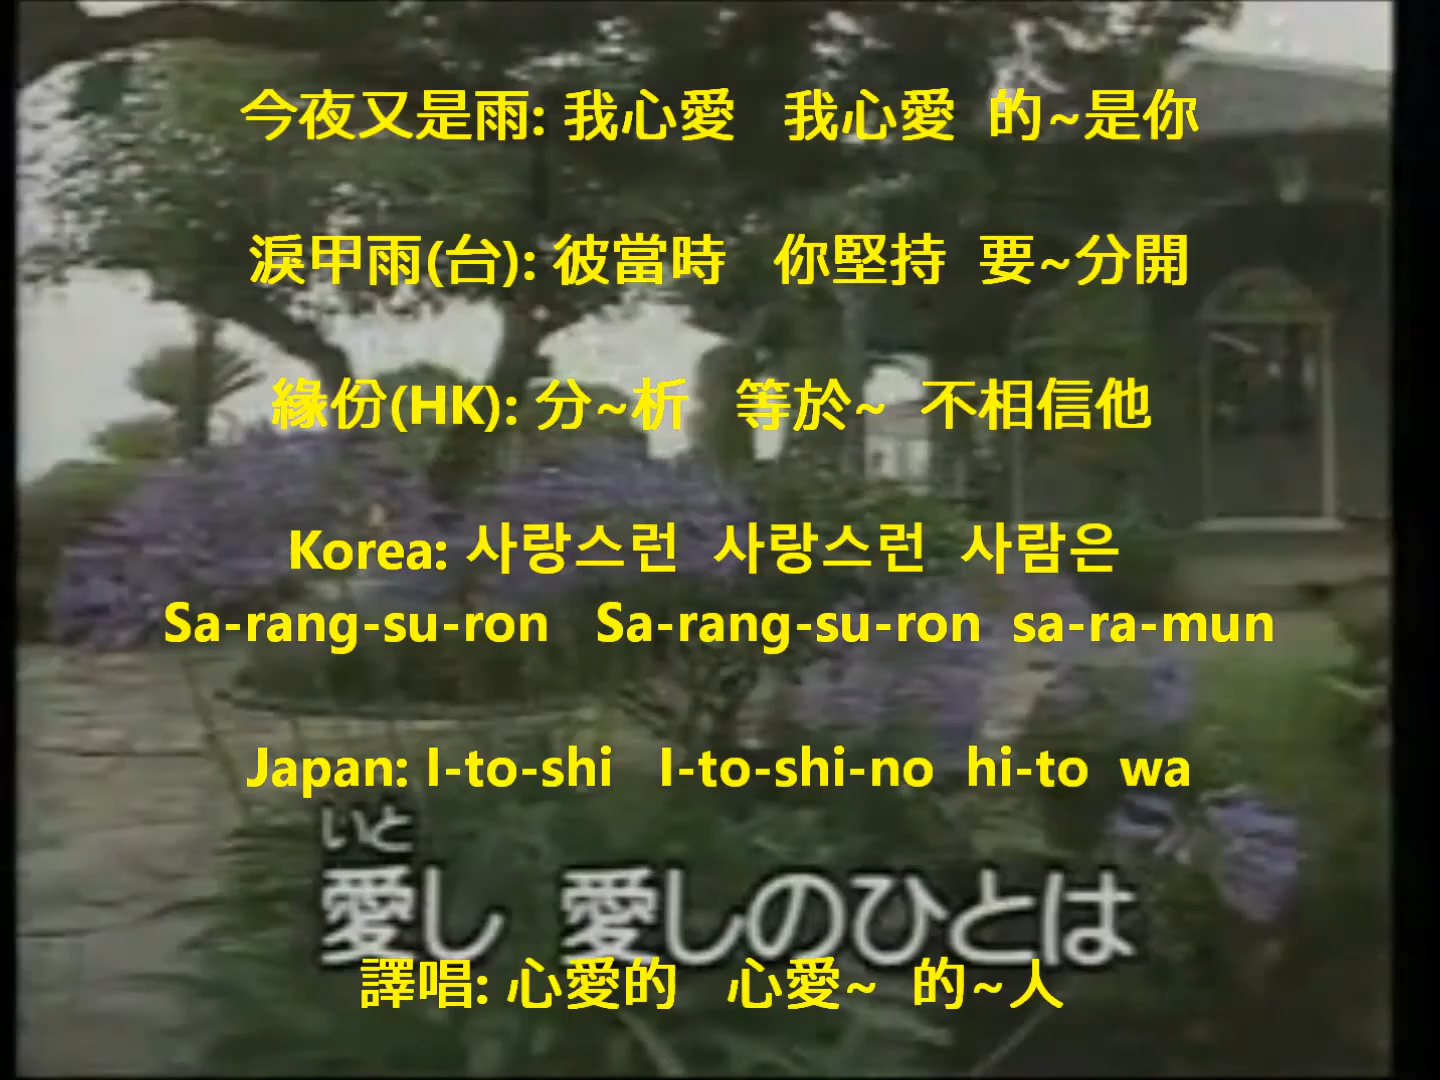 今夜又是雨: 我心愛 我心愛 的~是你
淚甲雨(台): 彼當時 你堅持 要~分開
緣份(HK): 分~析 等於~ 不相信他
Korea: 사랑스런 사랑스런 사람은
Sa-rang-su-ron Sa-rang-su-ron sa-ra-mun
Japan: I-to-shi I-to-shi-no hi-to wa
いと
愛し 愛しのひとは
譯唱: 心愛的 心愛~ 的~人